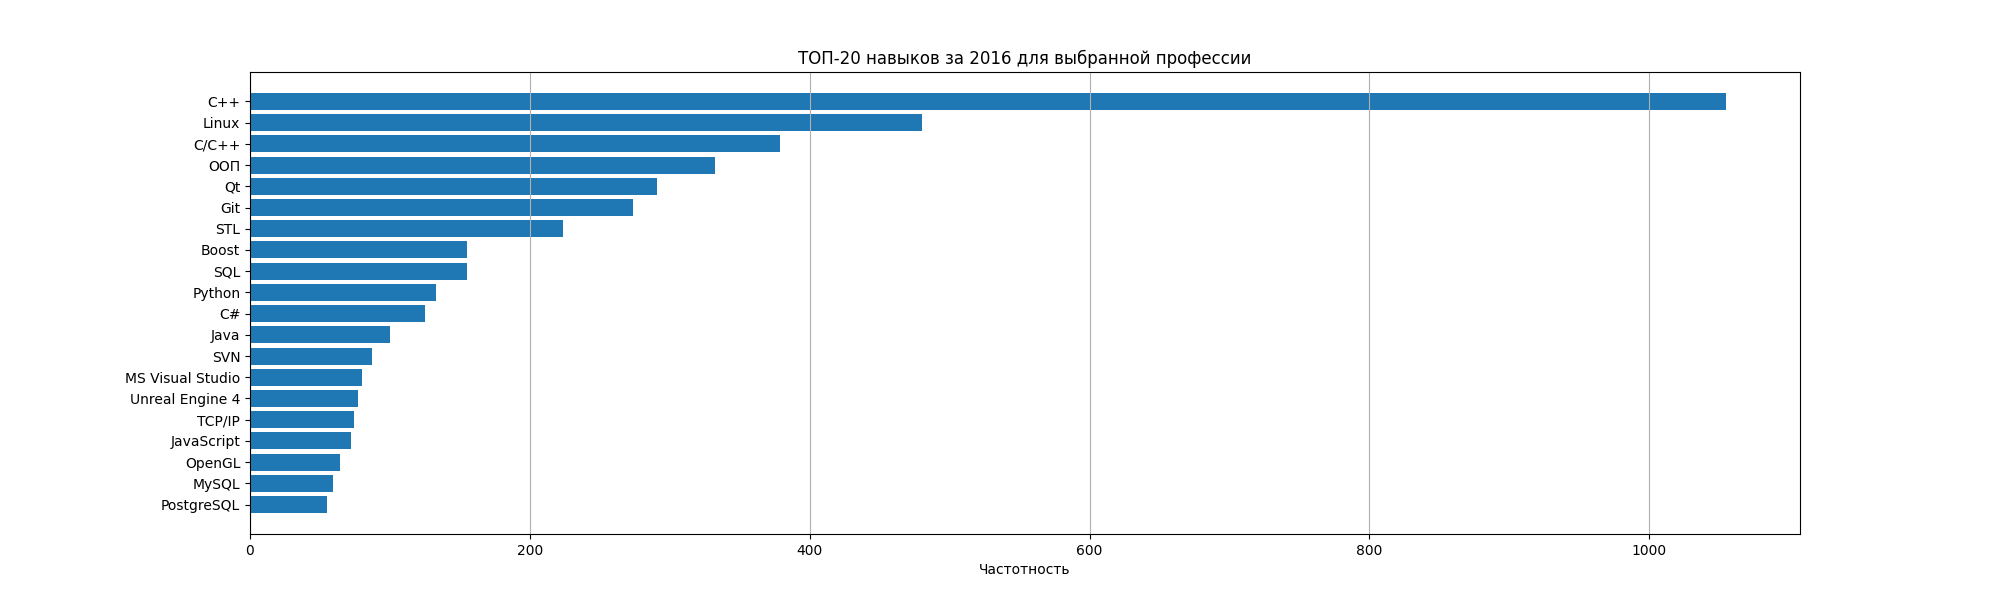 ТОП-20 навыков за 2016 для выбранной профессии
C++
Linux
C/C++
ООП
Qt
Git
STL
Boost
SQL
Python
C#
Java
SVN
MS Visual Studio
Unreal Engine 4
TCP/IP
JavaScript
OpenGL
MySQL
PostgreSQL
0 200 400 600 800 1000
Частотность